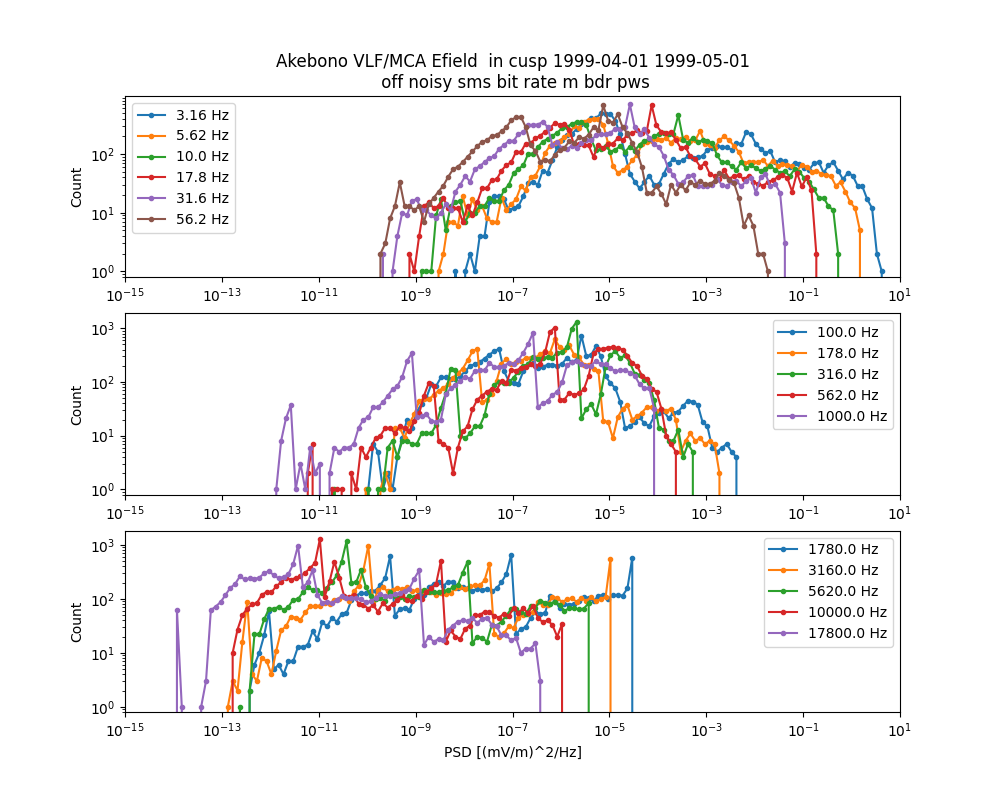 Akebono VLF/MCA Efield  in cusp 1999-04-01 1999-05-01
off noisy sms bit rate m bdr pws
Count
10^2
10^1
10^0
3.16 Hz
5.62 Hz
10.0 Hz
17.8 Hz
31.6 Hz
56.2 Hz
10^-15 10^-13 10^-11 10^-9 10^-7 10^-5 10^-3 10^-1 10^1
Count
10^3
10^2
10^1
10^0
100.0 Hz
178.0 Hz
316.0 Hz
562.0 Hz
1000.0 Hz
10^-15 10^-13 10^-11 10^-9 10^-7 10^-5 10^-3 10^-1 10^1
Count
10^3
10^2
10^1
10^0
1780.0 Hz
3160.0 Hz
5620.0 Hz
10000.0 Hz
17800.0 Hz
10^-15 10^-13 10^-11 10^-9 10^-7 10^-5 10^-3 10^-1 10^1
PSD [(mV/m)^2/Hz]